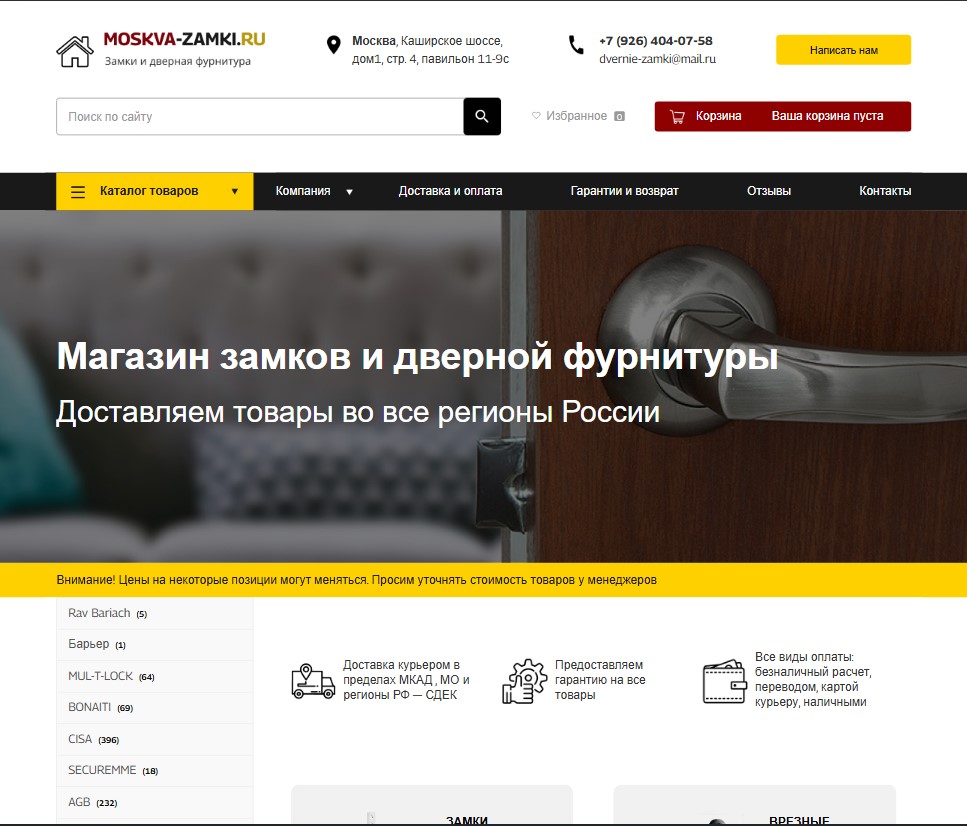 MOSKVA-ZAMKI.RU
Замки и дверная фурнитура
Москва, Каширское шоссе,
дом1, стр. 4, павильон 11-9с
+7 (926) 404-07-58
dvernie-zamki@mail.ru
Написать нам
Поиск по сайту
Избранное 0
Корзина Ваша корзина пуста
Каталог товаров
Компания
Доставка и оплата
Гарантии и возврат
Отзывы
Контакты
Магазин замков и дверной фурнитуры
Доставляем товары во все регионы России
Внимание! Цены на некоторые позиции могут меняться. Просим уточнять стоимость товаров у менеджеров
Rav Bariach (5)
Барьер (1)
MUL-T-LOCK (64)
BONAITI (69)
CISA (396)
SECUREMME (18)
AGB (232)
Доставка курьером в
пределах МКАД , МО и
регионы РФ — СДЕК
Предоставляем
гарантию на все
товары
Все виды оплаты:
безналичный расчет,
переводом, картой
курьеру, наличными
ЗАМКИ
ВРЕЗНЫЕ